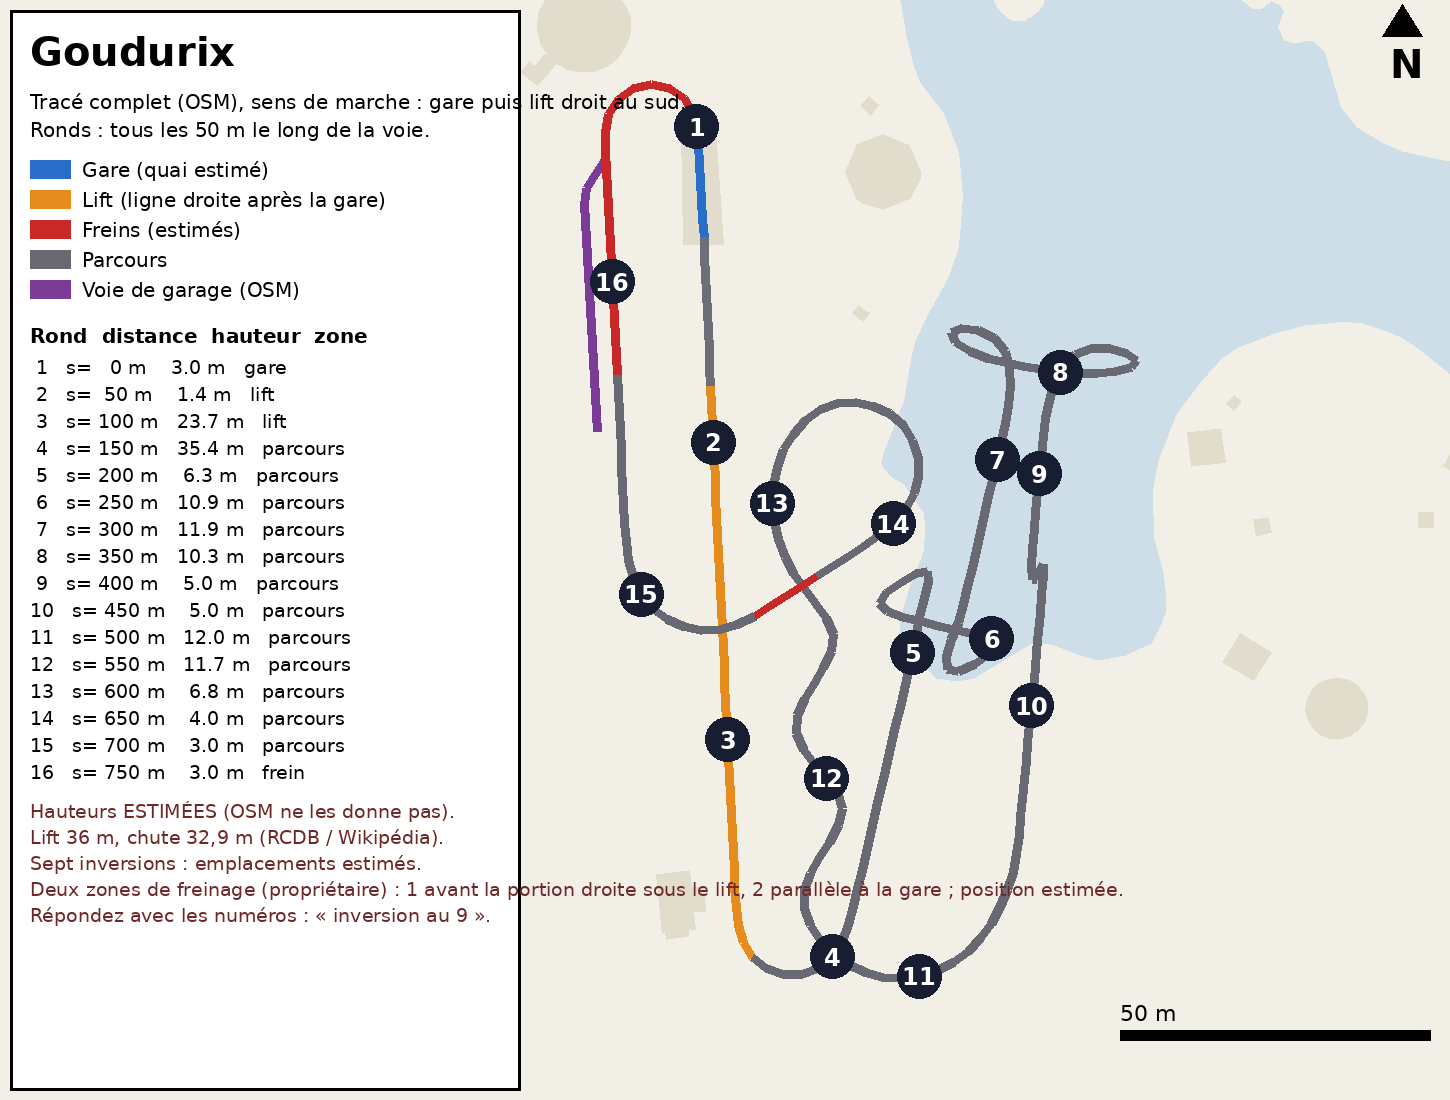 Goudurix
Tracé complet (OSM), sens de marche : gare puis lift droit au sud.
Ronds : tous les 50 m le long de la voie.
Gare (quai estimé)
Lift (ligne droite après la gare)
Freins (estimés)
Parcours
Voie de garage (OSM)
Rond distance hauteur zone
1 s= 0 m 3.0 m gare
2 s= 50 m 1.4 m lift
3 s= 100 m 23.7 m lift
4 s= 150 m 35.4 m parcours
5 s= 200 m 6.3 m parcours
6 s= 250 m 10.9 m parcours
7 s= 300 m 11.9 m parcours
8 s= 350 m 10.3 m parcours
9 s= 400 m 5.0 m parcours
10 s= 450 m 5.0 m parcours
11 s= 500 m 12.0 m parcours
12 s= 550 m 11.7 m parcours
13 s= 600 m 6.8 m parcours
14 s= 650 m 4.0 m parcours
15 s= 700 m 3.0 m parcours
16 s= 750 m 3.0 m frein
Hauteurs ESTIMÉES (OSM ne les donne pas).
Lift 36 m, chute 32,9 m (RCDB / Wikipédia).
Sept inversions : emplacements estimés.
Deux zones de freinage (propriétaire) : 1 avant la portion droite sous le lift, 2 parallèle à la gare ; position estimée.
Répondez avec les numéros : « inversion au 9 ».
N
1
16
8
2
7
9
13
14
15
6
5
10
3
12
4
11
50 m